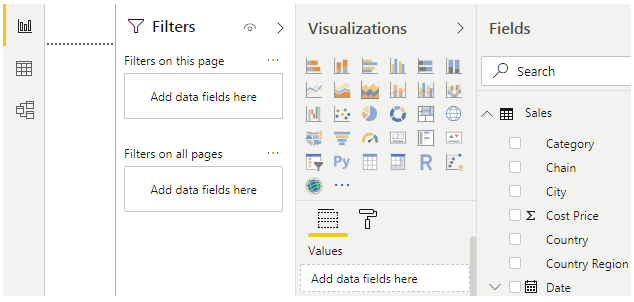 Filters
Filters on this page
Add data fields here
Filters on all pages
Add data fields here
Visualizations
123
Py
R
Values
Add data fields here
Fields
Search
Sales
Category
Chain
City
Σ Cost Price
Country
Country Region
Date